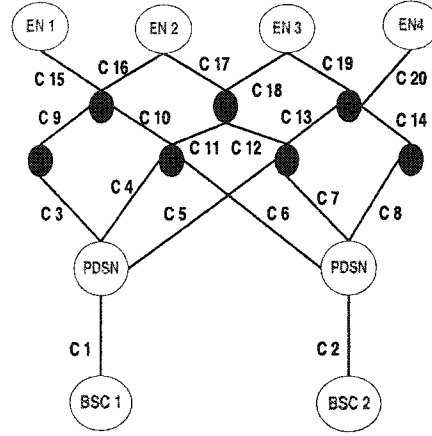 EN 1 EN 2 EN 3 EN4
C 15 C 16 C 17 C 18 C 19 C 20
C 9 C 10 C 11 C 12 C 13 C 14
C 3 C 4 C 5 C 6 C 7 C 8
PDSN PDSN
C 1 C 2
BSC 1 BSC 2